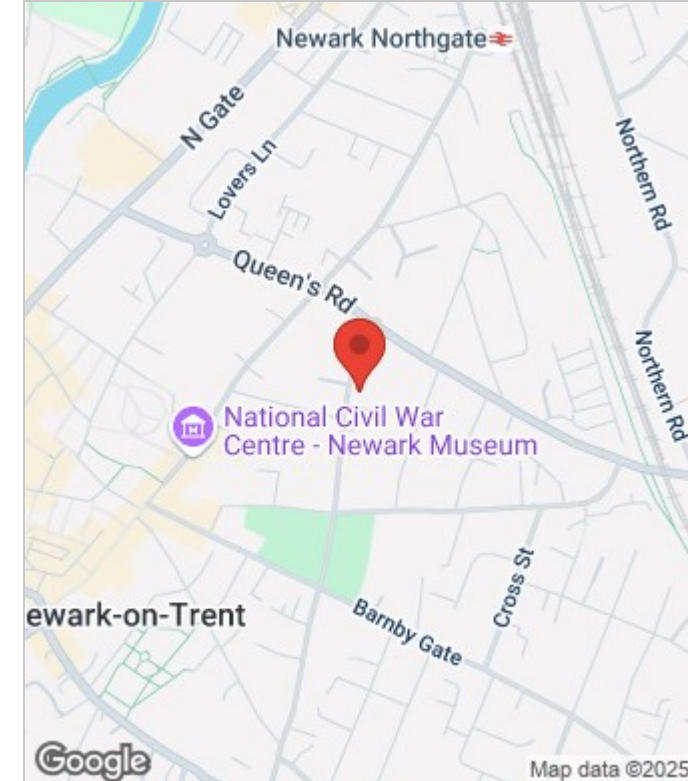 Newark Northgate
N Gate
Lovers Ln
Northern Rd
Queen's Rd
Northern Rd
National Civil War
Centre - Newark Museum
Cross St
ewark-on-Trent
Barnby Gate
Google
Map data ©2025